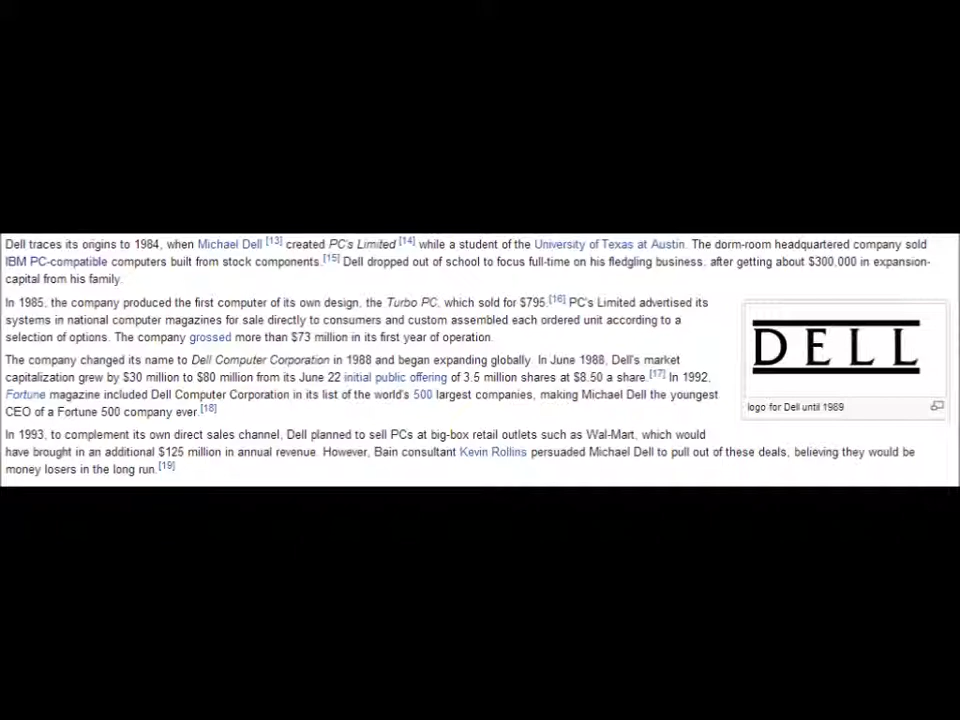 Dell traces its origins to 1984, when Michael Dell [13] created PC's Limited [14] while a student of the University of Texas at Austin. The dorm-room headquartered company sold
IBM PC-compatible computers built from stock components.[15] Dell dropped out of school to focus full-time on his fledgling business, after getting about $300,000 in expansion-
capital from his family.
In 1985, the company produced the first computer of its own design, the Turbo PC, which sold for $795.[16] PC's Limited advertised its
systems in national computer magazines for sale directly to consumers and custom assembled each ordered unit according to a
selection of options. The company grossed more than $73 million in its first year of operation.
The company changed its name to Dell Computer Corporation in 1988 and began expanding globally. In June 1988, Dell's market
capitalization grew by $30 million to $80 million from its June 22 initial public offering of 3.5 million shares at $8.50 a share.[17] In 1992,
Fortune magazine included Dell Computer Corporation in its list of the world's 500 largest companies, making Michael Dell the youngest
CEO of a Fortune 500 company ever.[18]
DELL
logo for Dell until 1989
In 1993, to complement its own direct sales channel, Dell planned to sell PCs at big-box retail outlets such as Wal-Mart, which would
have brought in an additional $125 million in annual revenue. However, Bain consultant Kevin Rollins persuaded Michael Dell to pull out of these deals, believing they would be
money losers in the long run.[19]